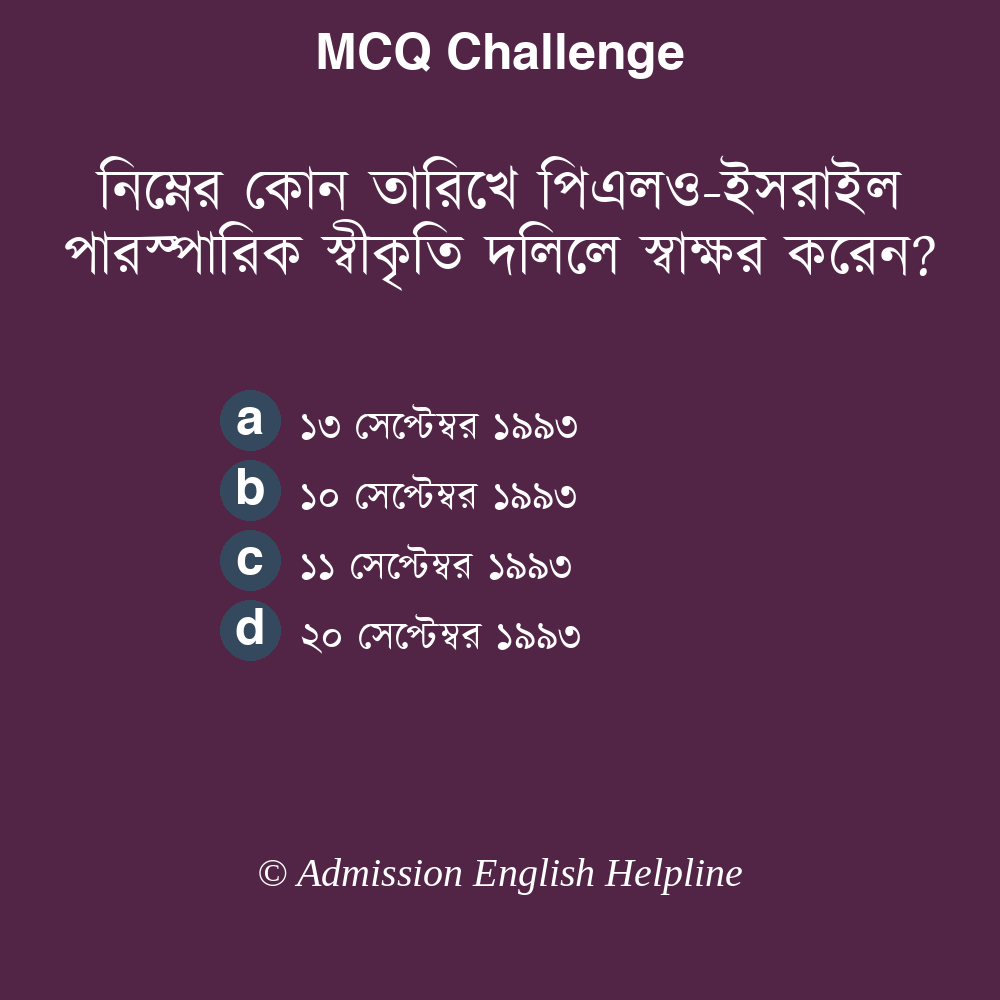 MCQ Challenge
নিম্নের কোন তারিখে পিএলও-ইসরাইল
পারস্পারিক স্বীকৃতি দলিলে স্বাক্ষর করেন?
a ১৩ সেপ্টেম্বর ১৯৯৩
b ১০ সেপ্টেম্বর ১৯৯৩
c ১১ সেপ্টেম্বর ১৯৯৩
d ২০ সেপ্টেম্বর ১৯৯৩
© Admission English Helpline